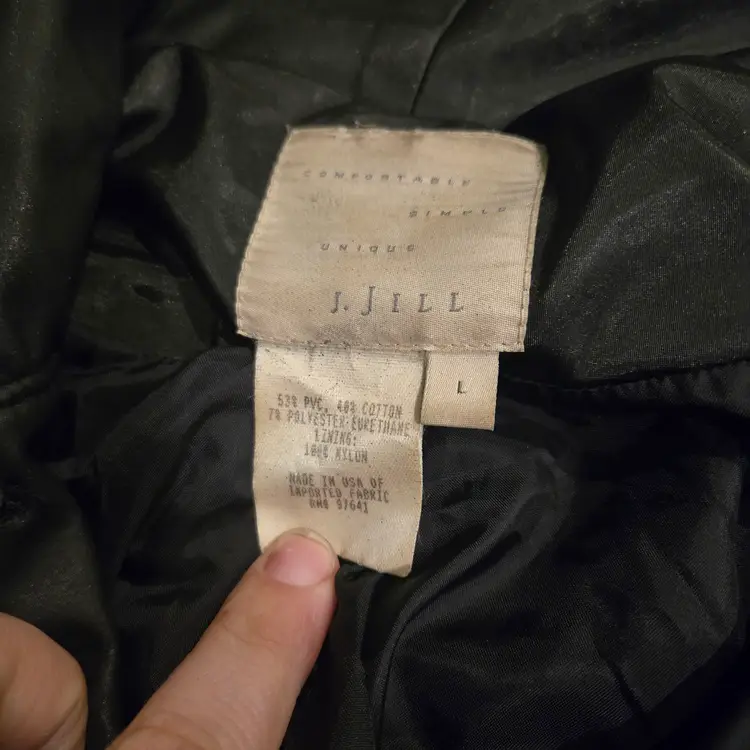 COMFORTABLE
SIMPLE
UNIQUE
J. JILL
L
53% PVC, 40% COTTON
7% POLYESTER-EURETHANE
LINING:
100% NYLON
MADE IN USA OF
IMPORTED FABRIC
RN# 97641